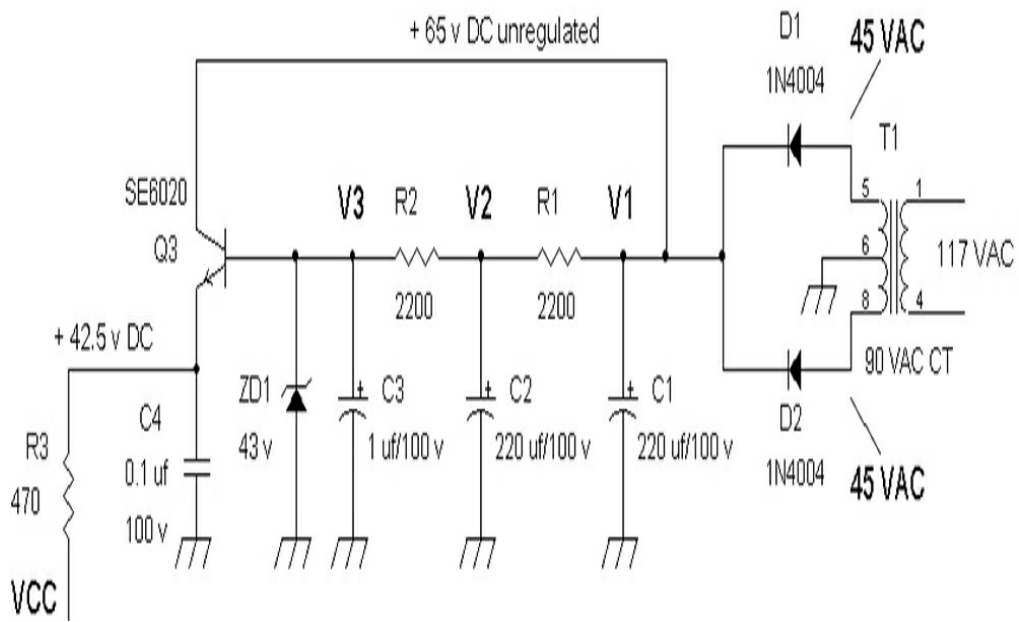 + 65 v DC unregulated
D1
1N4004
45 VAC
T1
SE6020
Q3
V3
R2
2200
V2
R1
2200
V1
5
6
8
1
4
117 VAC
90 VAC CT
+ 42.5 v DC
R3
470
VCC
C4
0.1 uf
100 v
ZD1
43 v
+
C3
1 uf/100 v
+
C2
220 uf/100 v
+
C1
220 uf/100 v
D2
1N4004
45 VAC